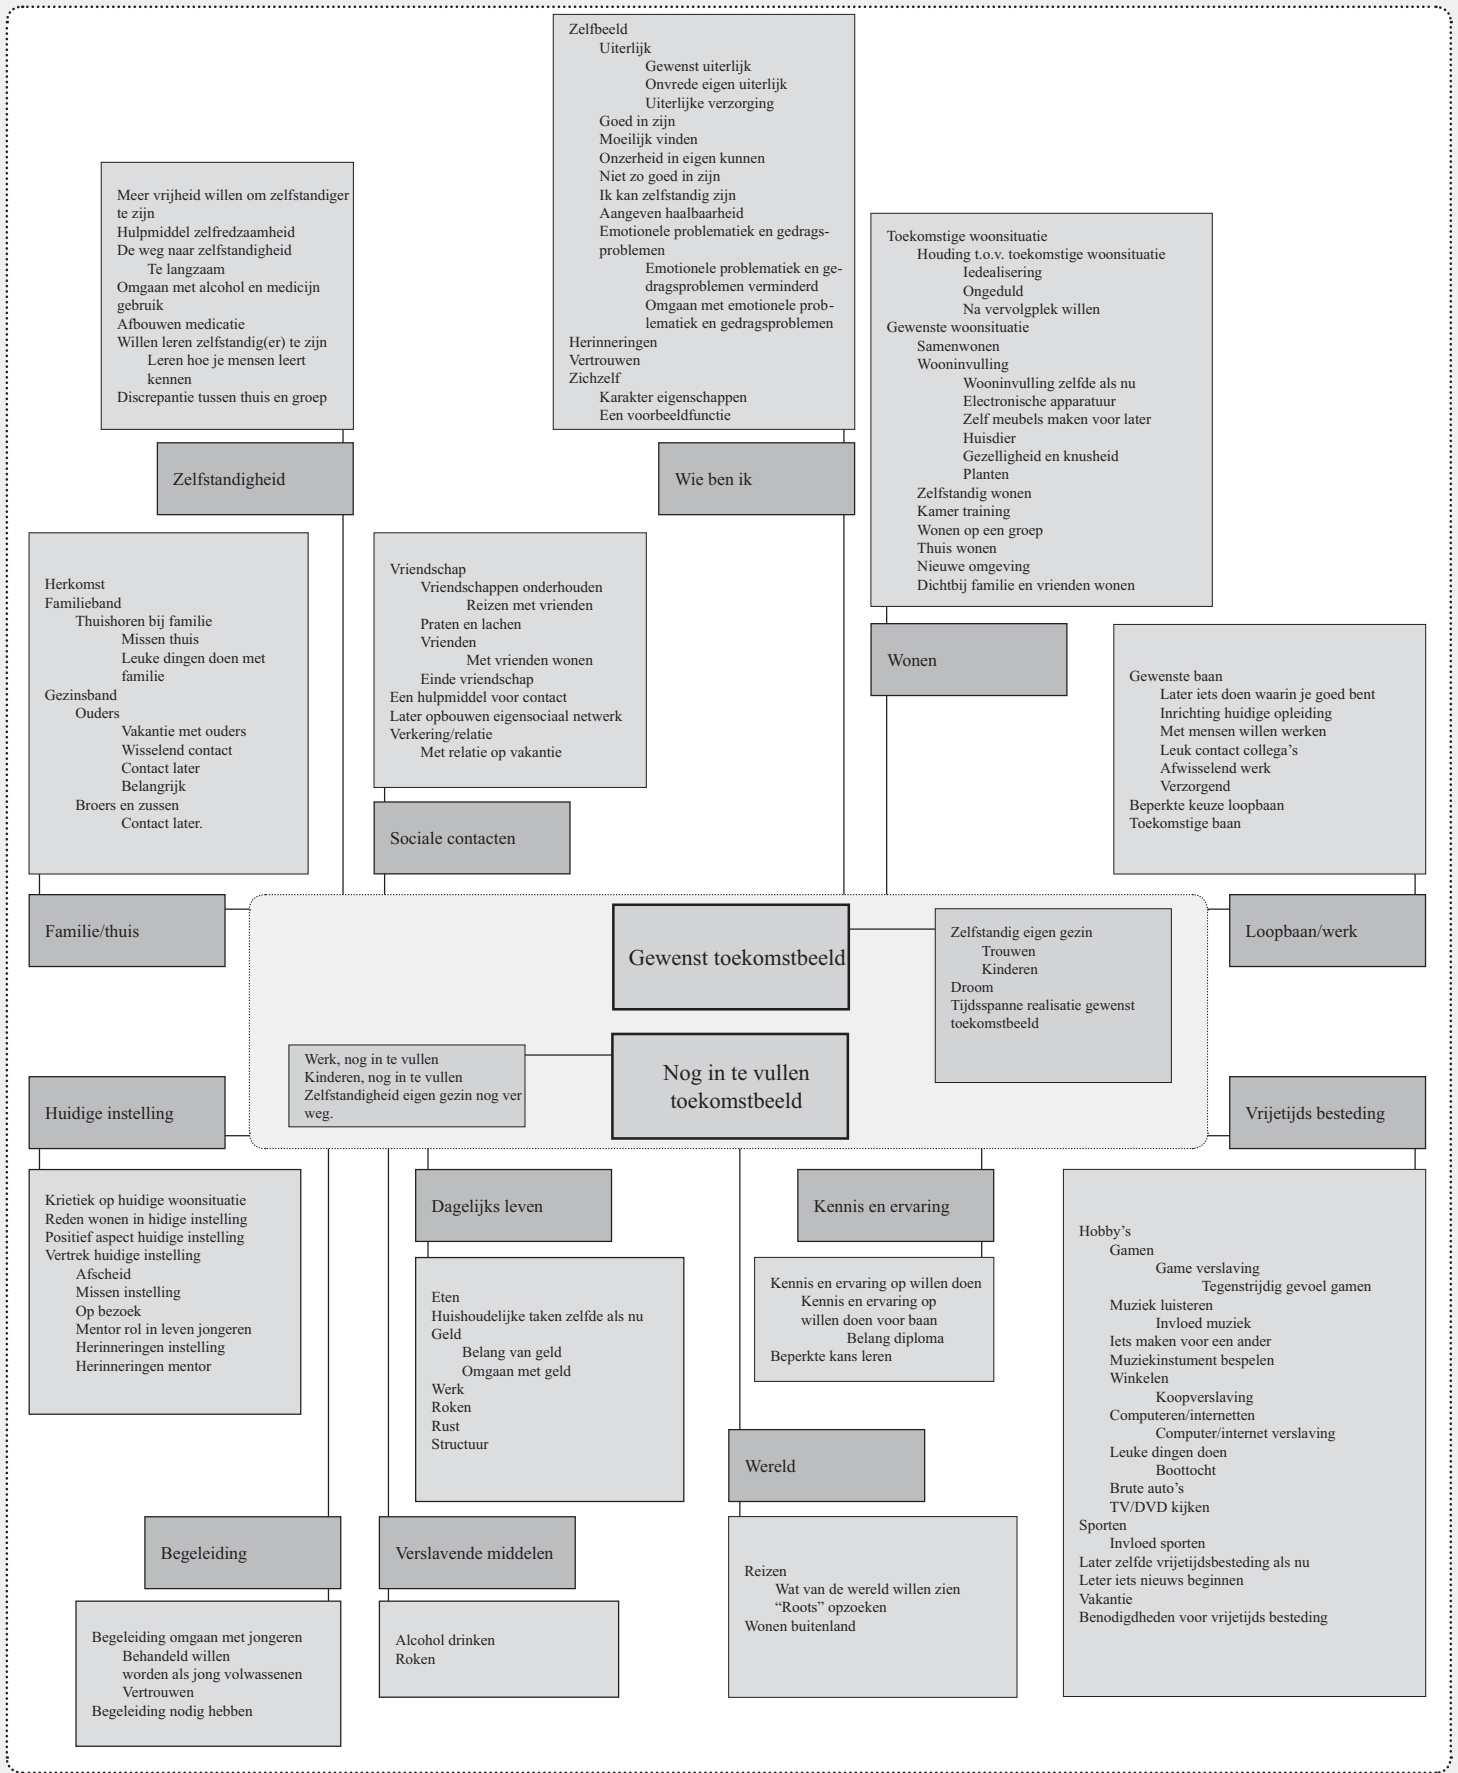 Zelfbeeld
Uiterlijk
Gewenst uiterlijk
Onvrede eigen uiterlijk
Uiterlijke verzorging
Goed in zijn
Moeilijk vinden
Onzerheid in eigen kunnen
Niet zo goed in zijn
Ik kan zelfstandig zijn
Aangeven haalbaarheid
Emotionele problematiek en gedrags-
problemen
Emotionele problematiek en ge-
dragsproblemen verminderd
Omgaan met emotionele prob-
lematiek en gedragsproblemen
Herinneringen
Vertrouwen
Zichzelf
Karakter eigenschappen
Een voorbeeldfunctie
Wie ben ik
Meer vrijheid willen om zelfstandiger
te zijn
Hulpmiddel zelfredzaamheid
De weg naar zelfstandigheid
Te langzaam
Omgaan met alcohol en medicijn
gebruik
Afbouwen medicatie
Willen leren zelfstandig(er) te zijn
Leren hoe je mensen leert
kennen
Discrepantie tussen thuis en groep
Zelfstandigheid
Toekomstige woonsituatie
Houding t.o.v. toekomstige woonsituatie
Iedealisering
Ongeduld
Na vervolgplek willen
Gewenste woonsituatie
Samenwonen
Wooninvulling
Wooninvulling zelfde als nu
Electronische apparatuur
Zelf meubels maken voor later
Huisdier
Gezelligheid en knusheid
Planten
Zelfstandig wonen
Kamer training
Wonen op een groep
Thuis wonen
Nieuwe omgeving
Dichtbij familie en vrienden wonen
Wonen
Herkomst
Familieband
Thuishoren bij familie
Missen thuis
Leuke dingen doen met
familie
Gezinsband
Ouders
Vakantie met ouders
Wisselend contact
Contact later
Belangrijk
Broers en zussen
Contact later.
Familie/thuis
Vriendschap
Vriendschappen onderhouden
Reizen met vrienden
Praten en lachen
Vrienden
Met vrienden wonen
Einde vriendschap
Een hulpmiddel voor contact
Later opbouwen eigensociaal netwerk
Verkering/relatie
Met relatie op vakantie
Sociale contacten
Gewenste baan
Later iets doen waarin je goed bent
Inrichting huidige opleiding
Met mensen willen werken
Leuk contact collega’s
Afwisselend werk
Verzorgend
Beperkte keuze loopbaan
Toekomstige baan
Loopbaan/werk
Gewenst toekomstbeeld
Zelfstandig eigen gezin
Trouwen
Kinderen
Droom
Tijdsspanne realisatie gewenst
toekomstbeeld
Werk, nog in te vullen
Kinderen, nog in te vullen
Zelfstandigheid eigen gezin nog ver
weg.
Nog in te vullen
toekomstbeeld
Huidige instelling
Krietiek op huidige woonsituatie
Reden wonen in hidige instelling
Positief aspect huidige instelling
Vertrek huidige instelling
Afscheid
Missen instelling
Op bezoek
Mentor rol in leven jongeren
Herinneringen instelling
Herinneringen mentor
Dagelijks leven
Eten
Huishoudelijke taken zelfde als nu
Geld
Belang van geld
Omgaan met geld
Werk
Roken
Rust
Structuur
Kennis en ervaring
Kennis en ervaring op willen doen
Kennis en ervaring op
willen doen voor baan
Belang diploma
Beperkte kans leren
Vrijetijds besteding
Hobby’s
Gamen
Game verslaving
Tegenstrijdig gevoel gamen
Muziek luisteren
Invloed muziek
Iets maken voor een ander
Muziekinstument bespelen
Winkelen
Koopverslaving
Computeren/internetten
Computer/internet verslaving
Leuke dingen doen
Boottocht
Brute auto’s
TV/DVD kijken
Sporten
Invloed sporten
Later zelfde vrijetijdsbesteding als nu
Leter iets nieuws beginnen
Vakantie
Benodigdheden voor vrijetijds besteding
Begeleiding
Begeleiding omgaan met jongeren
Behandeld willen
worden als jong volwassenen
Vertrouwen
Begeleiding nodig hebben
Verslavende middelen
Alcohol drinken
Roken
Wereld
Reizen
Wat van de wereld willen zien
“Roots” opzoeken
Wonen buitenland